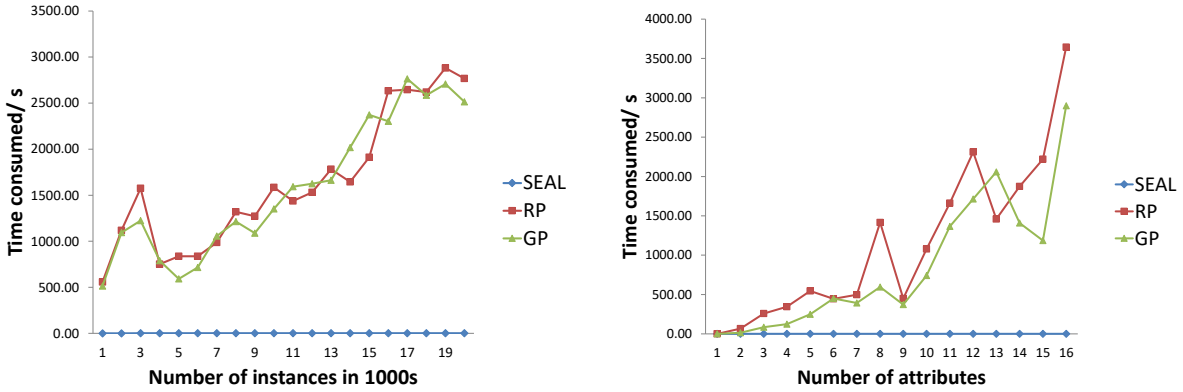 3500.00
3000.00
2500.00
2000.00
1500.00
1000.00
500.00
0.00
Time consumed/ s
1 3 5 7 9 11 13 15 17 19
Number of instances in 1000s
SEAL
RP
GP
4000.00
3500.00
3000.00
2500.00
2000.00
1500.00
1000.00
500.00
0.00
Time consumed/ s
1 2 3 4 5 6 7 8 9 10 11 12 13 14 15 16
Number of attributes
SEAL
RP
GP